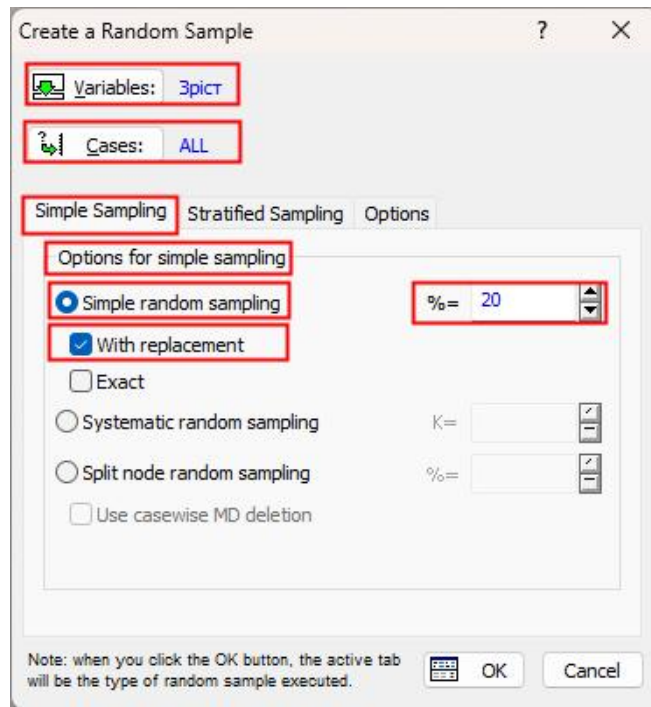 Create a Random Sample ? ×
Variables: Зріст
Cases: ALL
Simple Sampling Stratified Sampling Options
Options for simple sampling
Simple random sampling %= 20
With replacement
Exact
Systematic random sampling K=
Split node random sampling %=
Use casewise MD deletion
Note: when you click the OK button, the active tab
will be the type of random sample executed.
OK Cancel